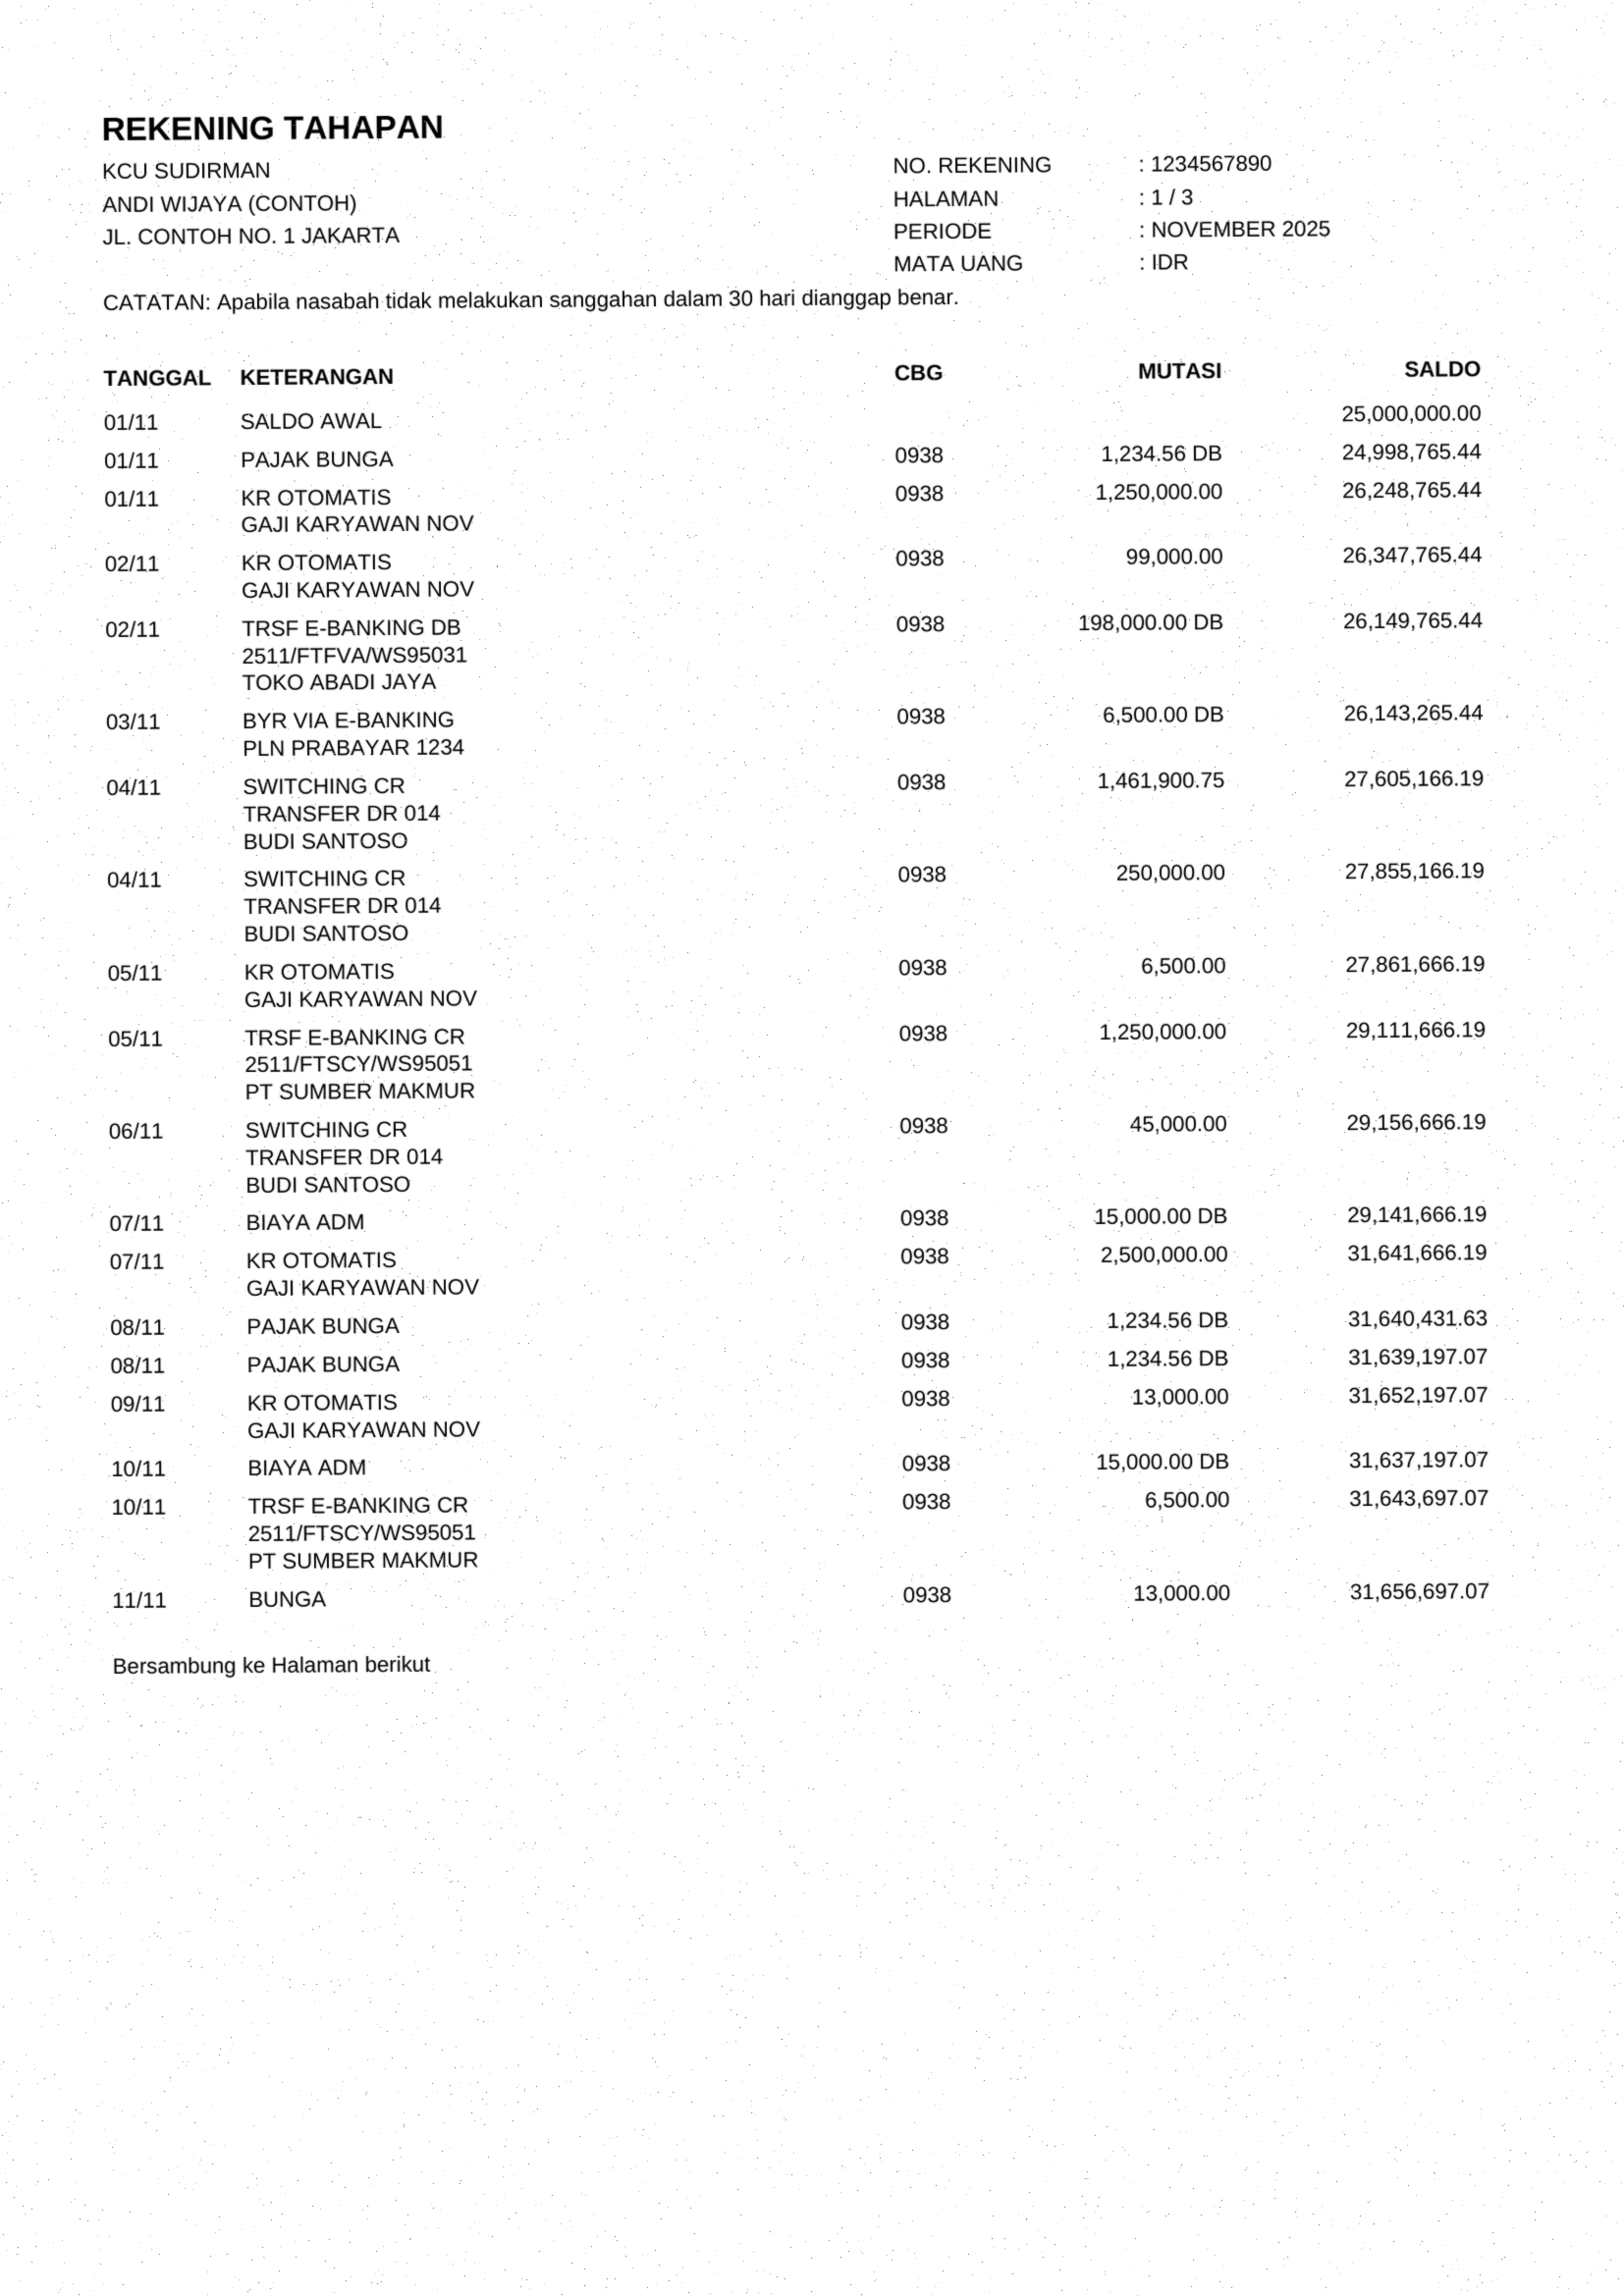 REKENING TAHAPAN
KCU SUDIRMAN
ANDI WIJAYA (CONTOH)
JL. CONTOH NO. 1 JAKARTA
NO. REKENING : 1234567890
HALAMAN : 1 / 3
PERIODE : NOVEMBER 2025
MATA UANG : IDR
CATATAN: Apabila nasabah tidak melakukan sanggahan dalam 30 hari dianggap benar.
TANGGAL KETERANGAN CBG MUTASI SALDO
01/11 SALDO AWAL 25,000,000.00
01/11 PAJAK BUNGA 0938 1,234.56 DB 24,998,765.44
01/11 KR OTOMATIS 0938 1,250,000.00 26,248,765.44
GAJI KARYAWAN NOV
02/11 KR OTOMATIS 0938 99,000.00 26,347,765.44
GAJI KARYAWAN NOV
02/11 TRSF E-BANKING DB 0938 198,000.00 DB 26,149,765.44
2511/FTFVA/WS95031
TOKO ABADI JAYA
03/11 BYR VIA E-BANKING 0938 6,500.00 DB 26,143,265.44
PLN PRABAYAR 1234
04/11 SWITCHING CR 0938 1,461,900.75 27,605,166.19
TRANSFER DR 014
BUDI SANTOSO
04/11 SWITCHING CR 0938 250,000.00 27,855,166.19
TRANSFER DR 014
BUDI SANTOSO
05/11 KR OTOMATIS 0938 6,500.00 27,861,666.19
GAJI KARYAWAN NOV
05/11 TRSF E-BANKING CR 0938 1,250,000.00 29,111,666.19
2511/FTSCY/WS95051
PT SUMBER MAKMUR
06/11 SWITCHING CR 0938 45,000.00 29,156,666.19
TRANSFER DR 014
BUDI SANTOSO
07/11 BIAYA ADM 0938 15,000.00 DB 29,141,666.19
07/11 KR OTOMATIS 0938 2,500,000.00 31,641,666.19
GAJI KARYAWAN NOV
08/11 PAJAK BUNGA 0938 1,234.56 DB 31,640,431.63
08/11 PAJAK BUNGA 0938 1,234.56 DB 31,639,197.07
09/11 KR OTOMATIS 0938 13,000.00 31,652,197.07
GAJI KARYAWAN NOV
10/11 BIAYA ADM 0938 15,000.00 DB 31,637,197.07
10/11 TRSF E-BANKING CR 0938 6,500.00 31,643,697.07
2511/FTSCY/WS95051
PT SUMBER MAKMUR
11/11 BUNGA 0938 13,000.00 31,656,697.07
Bersambung ke Halaman berikut